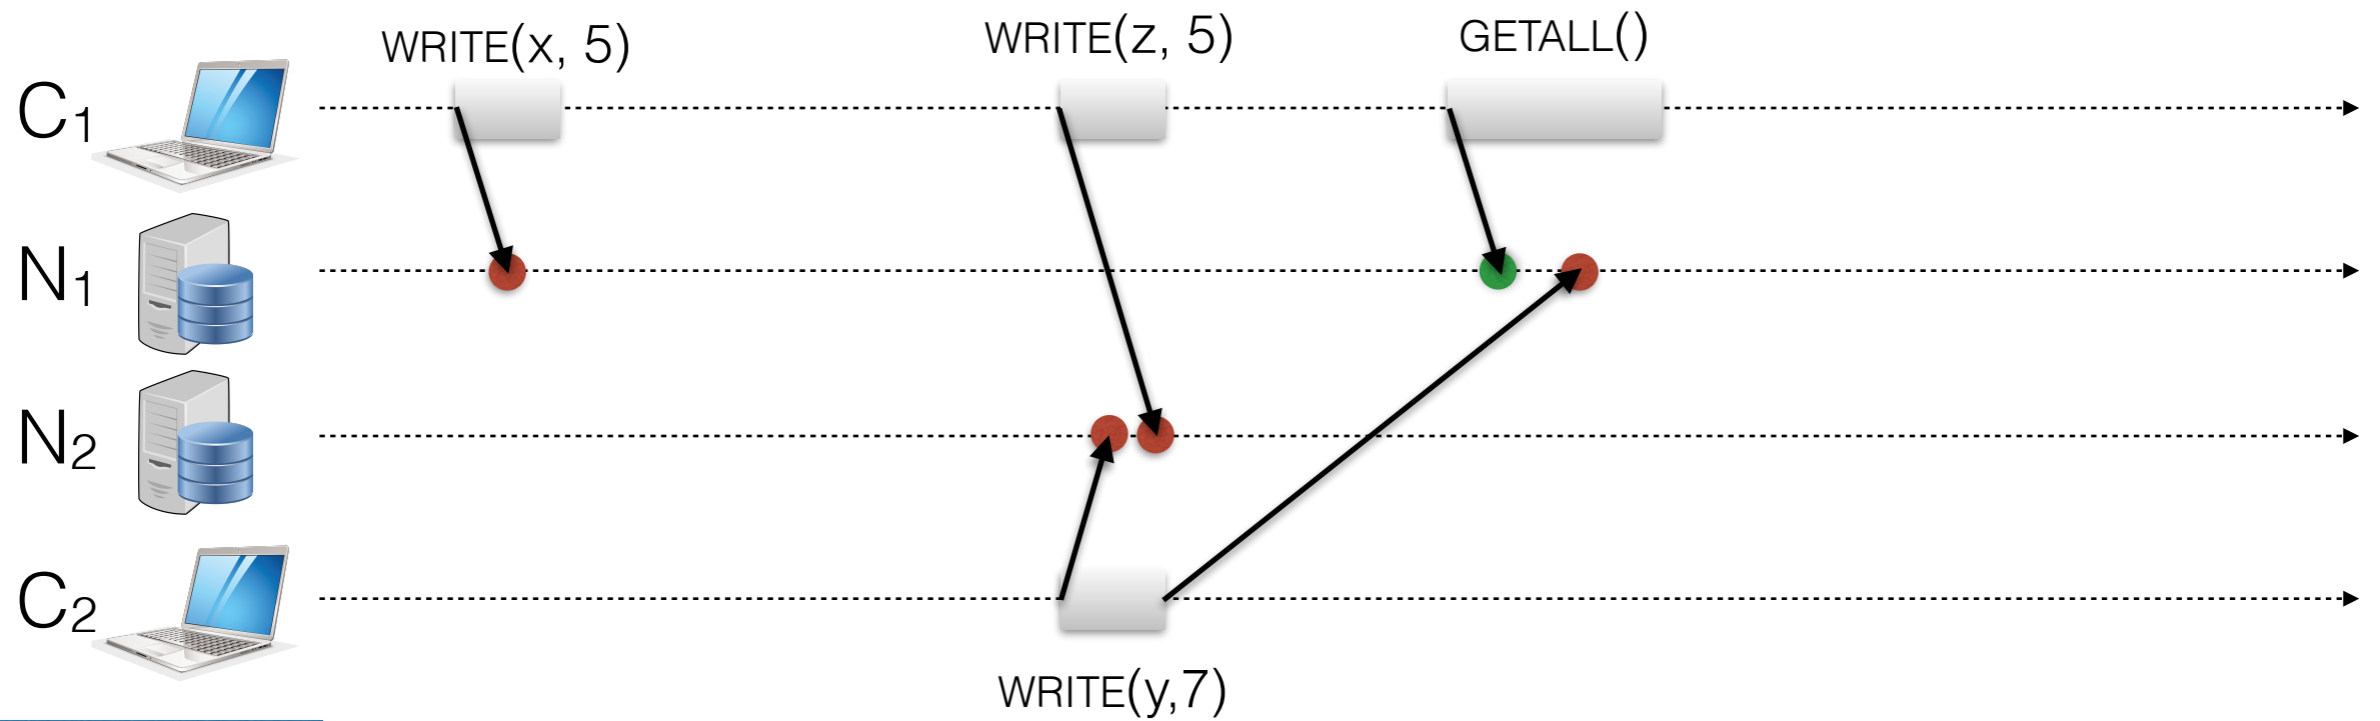 WRITE(x, 5)
WRITE(z, 5)
GETALL()
C1
N1
N2
C2
WRITE(y,7)